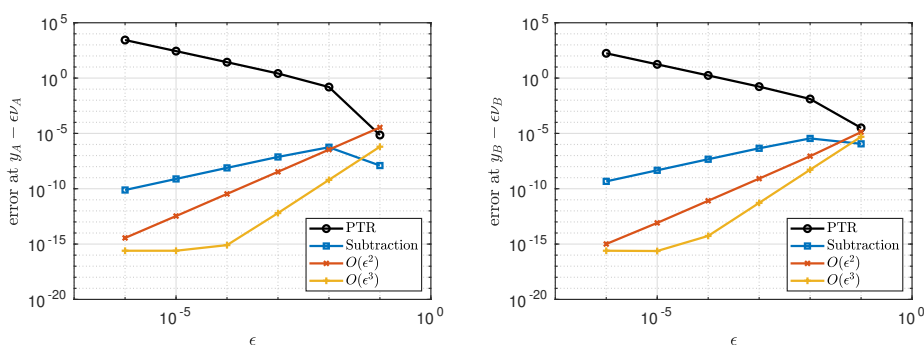 error at y_A − εν_A
10^5
10^0
10^-5
10^-10
10^-15
10^-20
10^-5
10^0
ϵ
PTR
Subtraction
O(ϵ^2)
O(ϵ^3)
error at y_B − εν_B
10^5
10^0
10^-5
10^-10
10^-15
10^-20
10^-5
10^0
ϵ
PTR
Subtraction
O(ϵ^2)
O(ϵ^3)